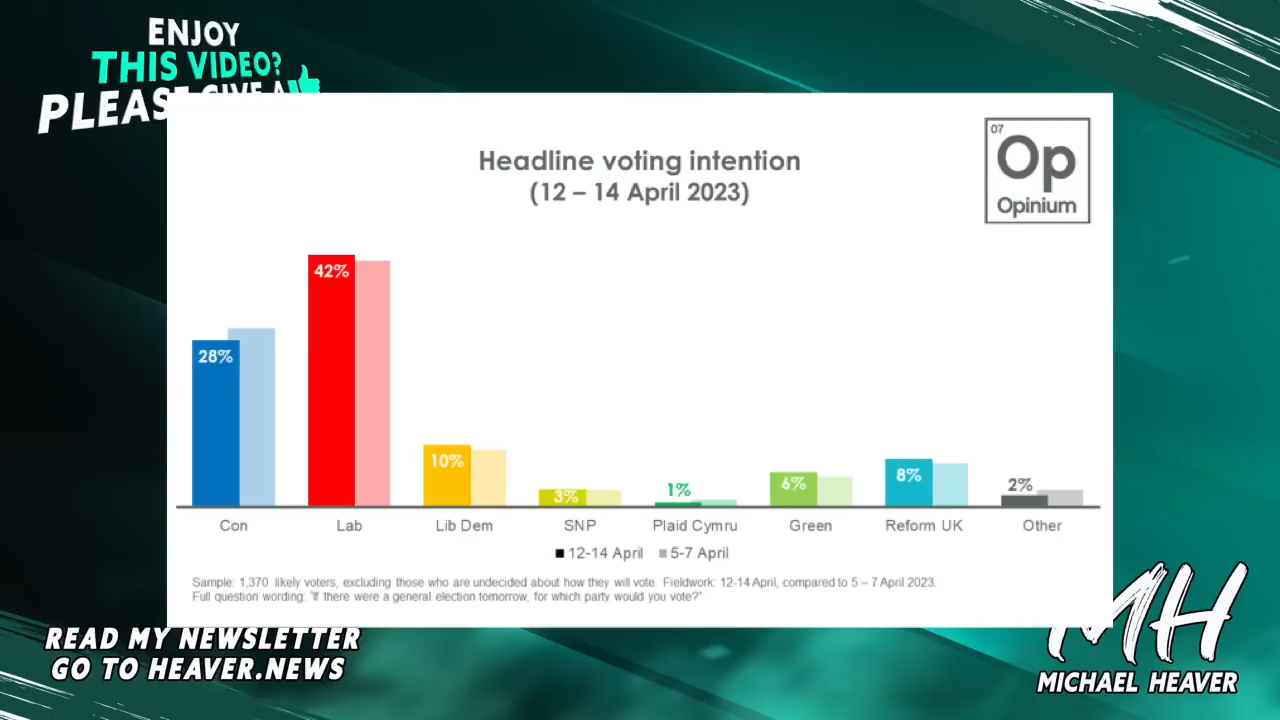 ENJOY
THIS VIDEO?
PLEASE GIVE A
Headline voting intention
(12 – 14 April 2023)
07
Op
Opinium
28%
42%
10%
3%
1%
6%
8%
2%
Con Lab Lib Dem SNP Plaid Cymru Green Reform UK Other
12-14 April 5-7 April
Sample: 1,370 likely voters, excluding those who are undecided about how they will vote. Fieldwork: 12-14 April, compared to 5 – 7 April 2023.
Full question wording: "If there were a general election tomorrow, for which party would you vote?"
READ MY NEWSLETTER
GO TO HEAVER.NEWS
MH
MICHAEL HEAVER